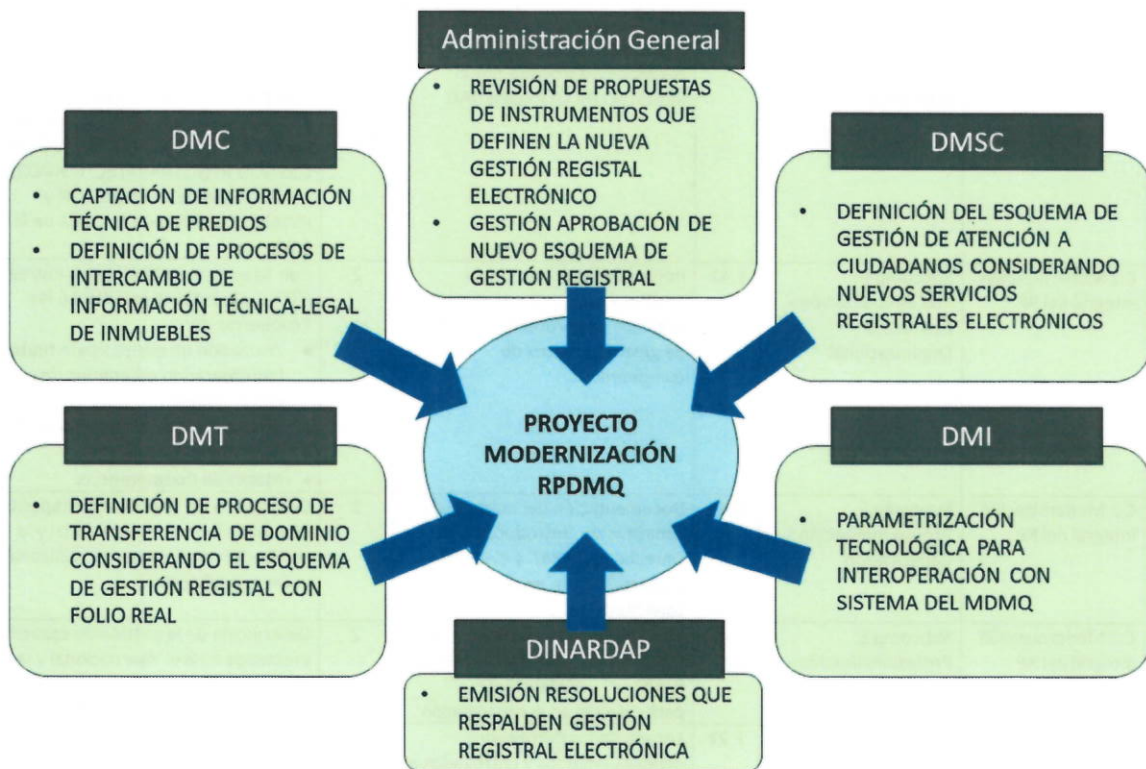 Administración General
• REVISIÓN DE PROPUESTAS
DE INSTRUMENTOS QUE
DEFINEN LA NUEVA
GESTIÓN REGISTAL
ELECTRÓNICO
• GESTIÓN APROBACIÓN DE
NUEVO ESQUEMA DE
GESTIÓN REGISTRAL
DMC
• CAPTACIÓN DE INFORMACIÓN
TÉCNICA DE PREDIOS
• DEFINICIÓN DE PROCESOS DE
INTERCAMBIO DE
INFORMACIÓN TÉCNICA-LEGAL
DE INMUEBLES
DMSC
• DEFINICIÓN DEL ESQUEMA DE
GESTIÓN DE ATENCIÓN A
CIUDADANOS CONSIDERANDO
NUEVOS SERVICIOS
REGISTRALES ELECTRÓNICOS
PROYECTO
MODERNIZACIÓN
RPDMQ
DMT
• DEFINICIÓN DE PROCESO DE
TRANSFERENCIA DE DOMINIO
CONSIDERANDO EL ESQUEMA
DE GESTIÓN REGISTAL CON
FOLIO REAL
DMI
• PARAMETRIZACIÓN
TECNOLÓGICA PARA
INTEROPERACIÓN CON
SISTEMA DEL MDMQ
DINARDAP
• EMISIÓN RESOLUCIONES QUE
RESPALDEN GESTIÓN
REGISTRAL ELECTRÓNICA